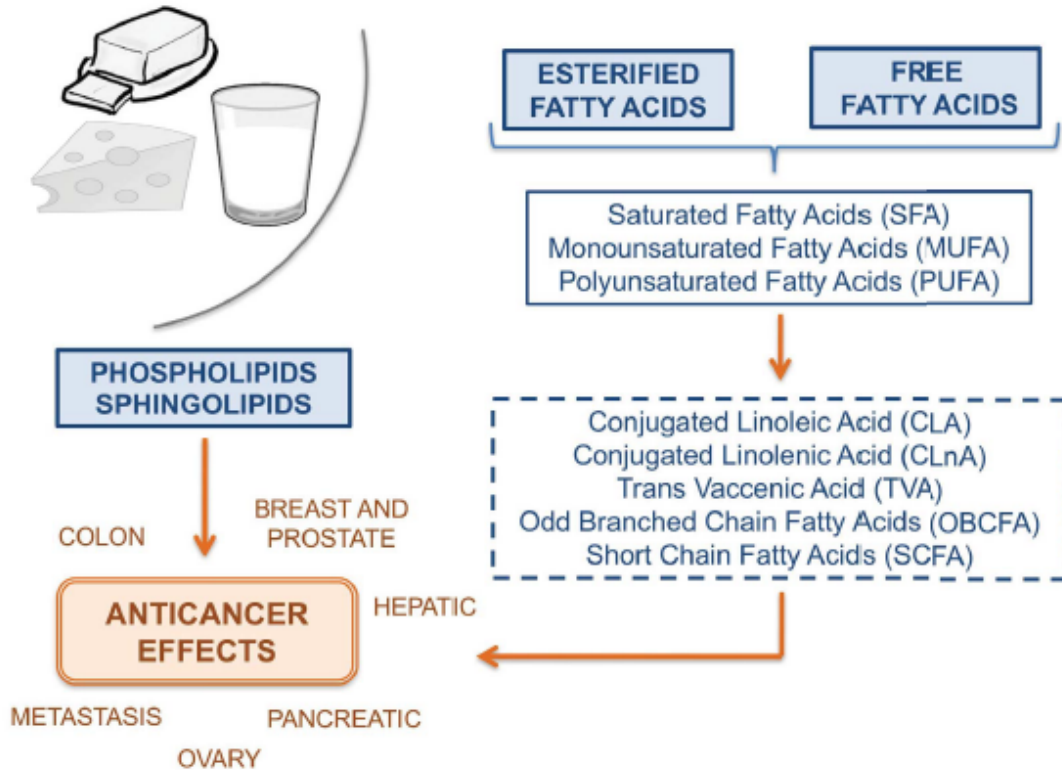 ESTERIFIED
FATTY ACIDS
FREE
FATTY ACIDS
Saturated Fatty Acids (SFA)
Monounsaturated Fatty Acids (MUFA)
Polyunsaturated Fatty Acids (PUFA)
PHOSPHOLIPIDS
SPHINGOLIPIDS
Conjugated Linoleic Acid (CLA)
Conjugated Linolenic Acid (CLnA)
Trans Vaccenic Acid (TVA)
Odd Branched Chain Fatty Acids (OBCFA)
Short Chain Fatty Acids (SCFA)
COLON
BREAST AND
PROSTATE
HEPATIC
ANTICANCER
EFFECTS
METASTASIS
PANCREATIC
OVARY